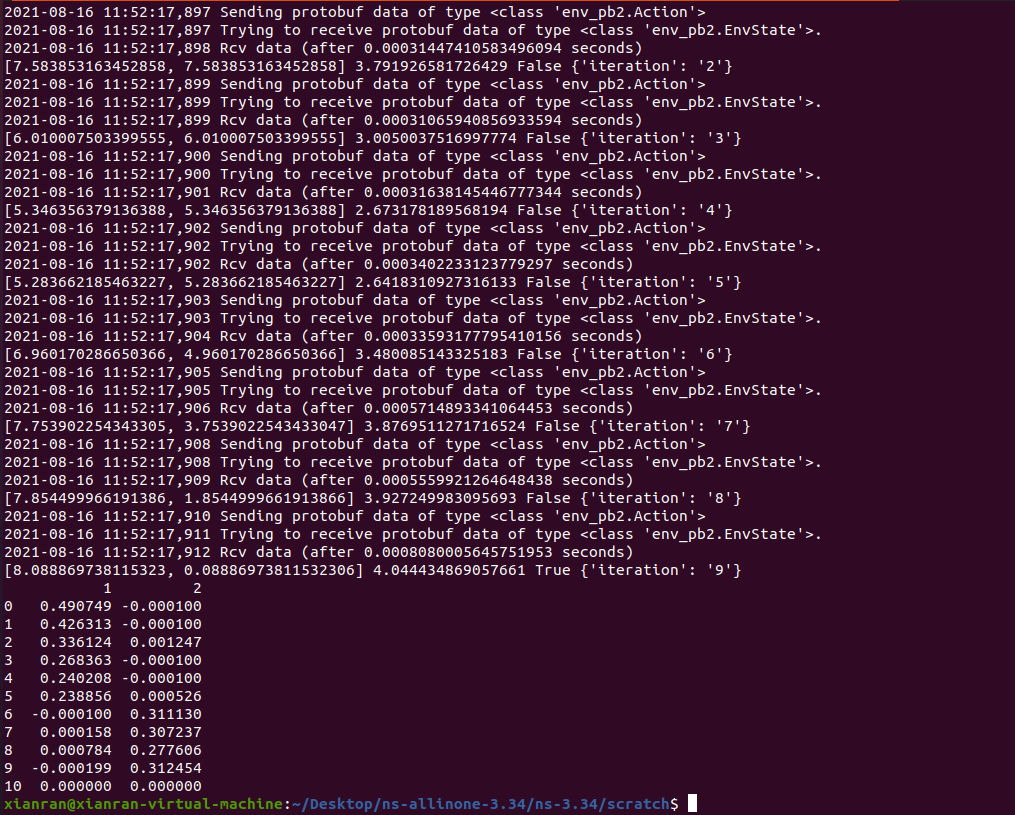 2021-08-16 11:52:17,897 Sending protobuf data of type <class 'env_pb2.Action'>
2021-08-16 11:52:17,897 Trying to receive protobuf data of type <class 'env_pb2.EnvState'>.
2021-08-16 11:52:17,898 Rcv data (after 0.00031447410583496094 seconds)
[7.583853163452858, 7.583853163452858] 3.791926581726429 False {'iteration': '2'}
2021-08-16 11:52:17,899 Sending protobuf data of type <class 'env_pb2.Action'>
2021-08-16 11:52:17,899 Trying to receive protobuf data of type <class 'env_pb2.EnvState'>.
2021-08-16 11:52:17,899 Rcv data (after 0.00031065940856933594 seconds)
[6.010007503399555, 6.010007503399555] 3.0050037516997774 False {'iteration': '3'}
2021-08-16 11:52:17,900 Sending protobuf data of type <class 'env_pb2.Action'>
2021-08-16 11:52:17,900 Trying to receive protobuf data of type <class 'env_pb2.EnvState'>.
2021-08-16 11:52:17,901 Rcv data (after 0.00031638145446777344 seconds)
[5.346356379136388, 5.346356379136388] 2.673178189568194 False {'iteration': '4'}
2021-08-16 11:52:17,902 Sending protobuf data of type <class 'env_pb2.Action'>
2021-08-16 11:52:17,902 Trying to receive protobuf data of type <class 'env_pb2.EnvState'>.
2021-08-16 11:52:17,902 Rcv data (after 0.0003402233123779297 seconds)
[5.283662185463227, 5.283662185463227] 2.6418310927316133 False {'iteration': '5'}
2021-08-16 11:52:17,903 Sending protobuf data of type <class 'env_pb2.Action'>
2021-08-16 11:52:17,903 Trying to receive protobuf data of type <class 'env_pb2.EnvState'>.
2021-08-16 11:52:17,904 Rcv data (after 0.00033593177795410156 seconds)
[6.960170286650366, 4.960170286650366] 3.480085143325183 False {'iteration': '6'}
2021-08-16 11:52:17,905 Sending protobuf data of type <class 'env_pb2.Action'>
2021-08-16 11:52:17,905 Trying to receive protobuf data of type <class 'env_pb2.EnvState'>.
2021-08-16 11:52:17,906 Rcv data (after 0.0005714893341064453 seconds)
[7.753902254343305, 3.7539022543433047] 3.8769511271716524 False {'iteration': '7'}
2021-08-16 11:52:17,908 Sending protobuf data of type <class 'env_pb2.Action'>
2021-08-16 11:52:17,908 Trying to receive protobuf data of type <class 'env_pb2.EnvState'>.
2021-08-16 11:52:17,909 Rcv data (after 0.0005559921264648438 seconds)
[7.854499966191386, 1.8544999661913866] 3.927249983095693 False {'iteration': '8'}
2021-08-16 11:52:17,910 Sending protobuf data of type <class 'env_pb2.Action'>
2021-08-16 11:52:17,911 Trying to receive protobuf data of type <class 'env_pb2.EnvState'>.
2021-08-16 11:52:17,912 Rcv data (after 0.0008080005645751953 seconds)
[8.088869738115323, 0.08886973811532306] 4.044434869057661 True {'iteration': '9'}
1 2
0 0.490749 -0.000100
1 0.426313 -0.000100
2 0.336124 0.001247
3 0.268363 -0.000100
4 0.240208 -0.000100
5 0.238856 0.000526
6 -0.000100 0.311130
7 0.000158 0.307237
8 0.000784 0.277606
9 -0.000199 0.312454
10 0.000000 0.000000
xianran@xianran-virtual-machine:~/Desktop/ns-allinone-3.34/ns-3.34/scratch$